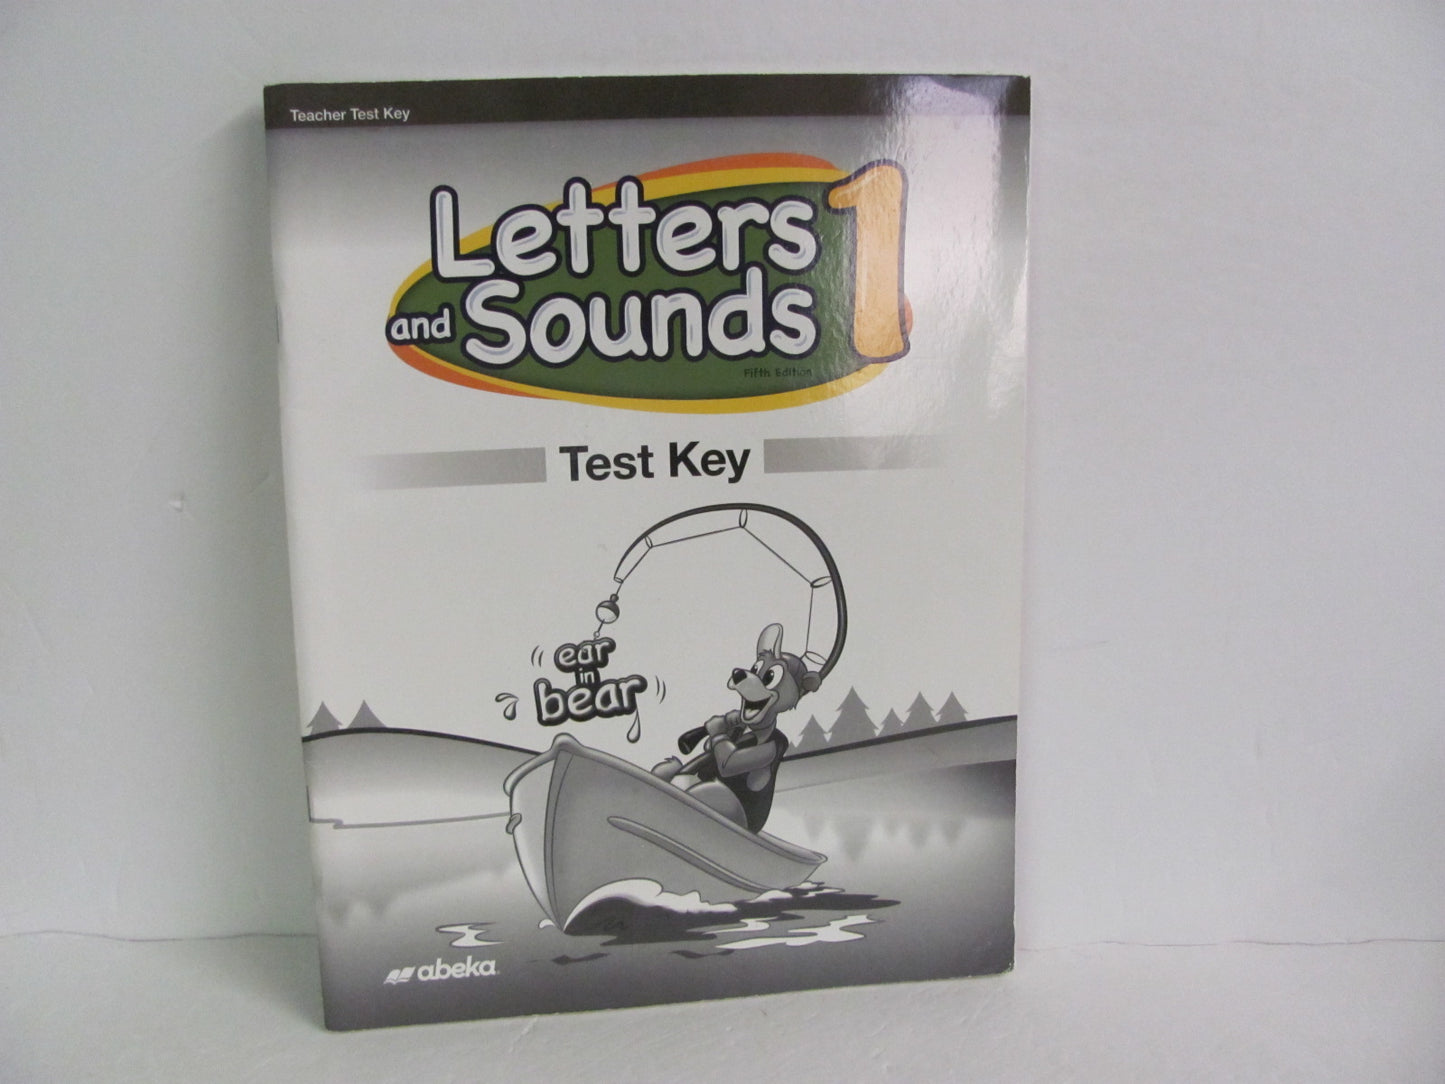 Teacher Test Key
Letters
and Sounds 1
Fifth Edition
Test Key
ear
in
bear
abeka